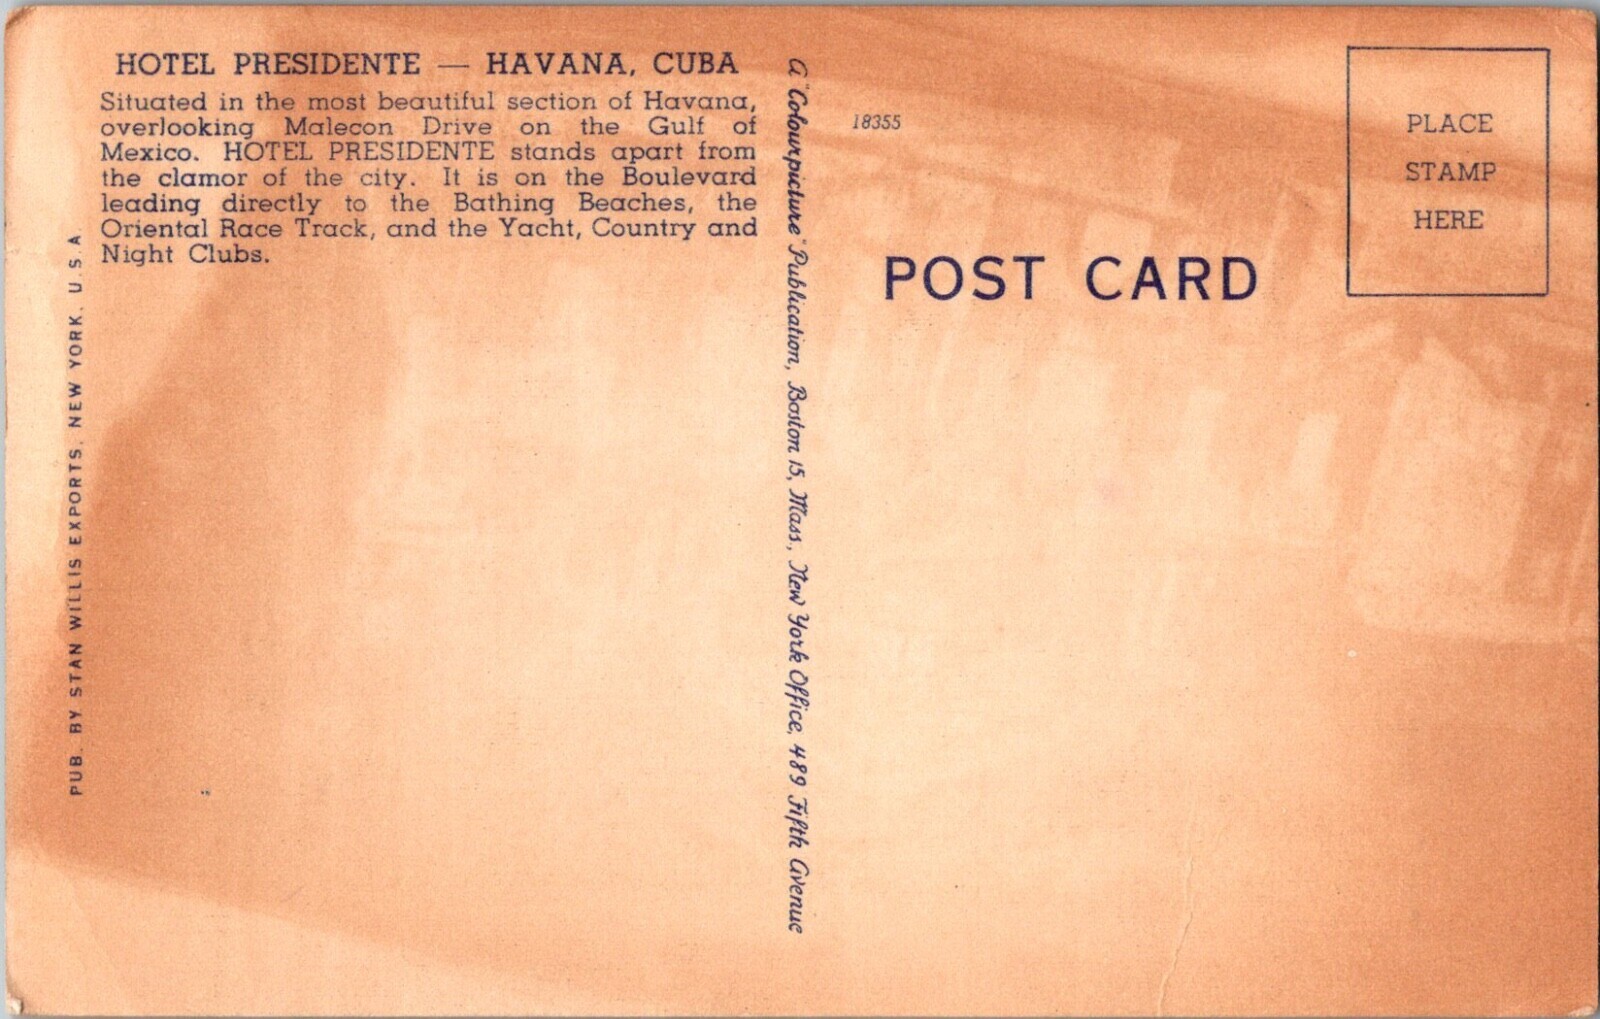 HOTEL PRESIDENTE — HAVANA, CUBA
Situated in the most beautiful section of Havana,
overlooking Malecon Drive on the Gulf of
Mexico. HOTEL PRESIDENTE stands apart from
the clamor of the city. It is on the Boulevard
leading directly to the Bathing Beaches, the
Oriental Race Track, and the Yacht, Country and
Night Clubs.
PUB. BY STAN WILLIS EXPORTS, NEW YORK, U.S.A.
A "Colourpicture" Publication, Boston 15, Mass., New York Office, 489 Fifth Avenue
18355
POST CARD
PLACE
STAMP
HERE